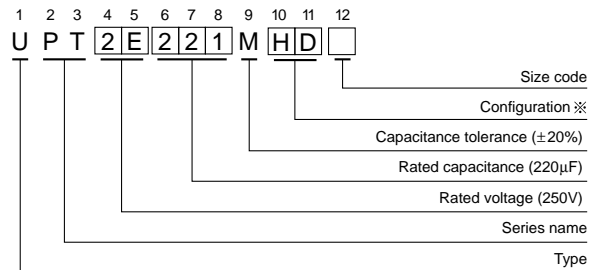 1 2 3 4 5 6 7 8 9 10 11 12
U P T 2 E 2 2 1 M H D
Size code
Configuration ※
Capacitance tolerance (±20%)
Rated capacitance (220µF)
Rated voltage (250V)
Series name
Type